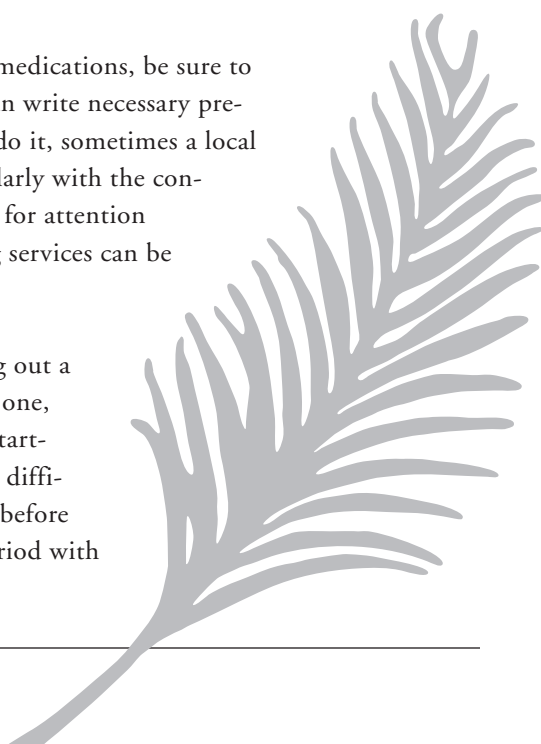 medications, be sure to
n write necessary pre-
do it, sometimes a local
larly with the con-
for attention
g services can be
g out a
one,
tart-
diffi-
before
riod with